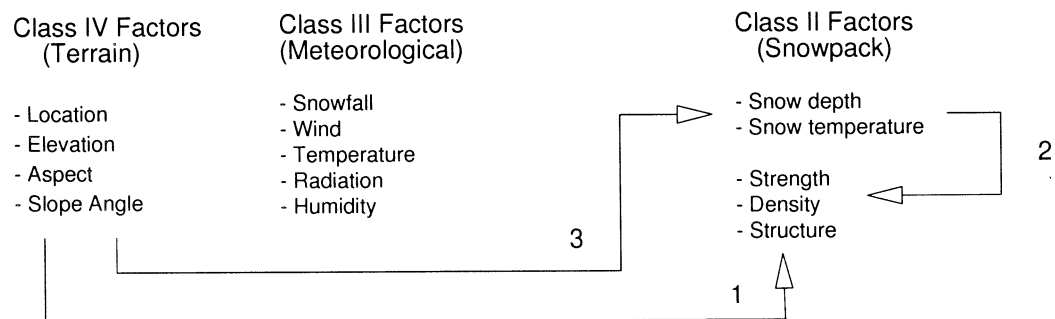 Class IV Factors
(Terrain)
- Location
- Elevation
- Aspect
- Slope Angle
Class III Factors
(Meteorological)
- Snowfall
- Wind
- Temperature
- Radiation
- Humidity
Class II Factors
(Snowpack)
- Snow depth
- Snow temperature
- Strength
- Density
- Structure
2
3
1